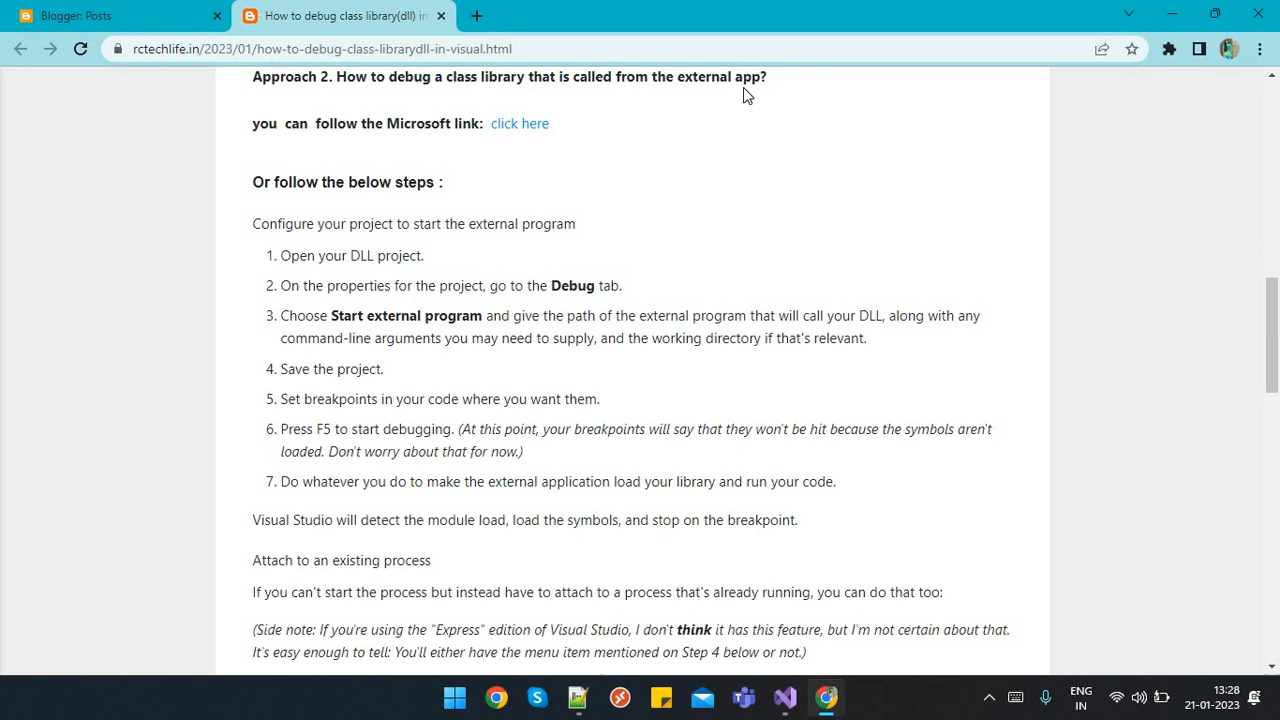 Blogger: Posts
How to debug class library(dll) in
rctechlife.in/2023/01/how-to-debug-class-librarydll-in-visual.html
Approach 2. How to debug a class library that is called from the external app?
you can follow the Microsoft link: click here
Or follow the below steps :
Configure your project to start the external program
1. Open your DLL project.
2. On the properties for the project, go to the Debug tab.
3. Choose Start external program and give the path of the external program that will call your DLL, along with any
command-line arguments you may need to supply, and the working directory if that's relevant.
4. Save the project.
5. Set breakpoints in your code where you want them.
6. Press F5 to start debugging. (At this point, your breakpoints will say that they won't be hit because the symbols aren't
loaded. Don't worry about that for now.)
7. Do whatever you do to make the external application load your library and run your code.
Visual Studio will detect the module load, load the symbols, and stop on the breakpoint.
Attach to an existing process
If you can't start the process but instead have to attach to a process that's already running, you can do that too:
(Side note: If you're using the "Express" edition of Visual Studio, I don't think it has this feature, but I'm not certain about that.
It's easy enough to tell: You'll either have the menu item mentioned on Step 4 below or not.)
ENG
IN
13:28
21-01-2023